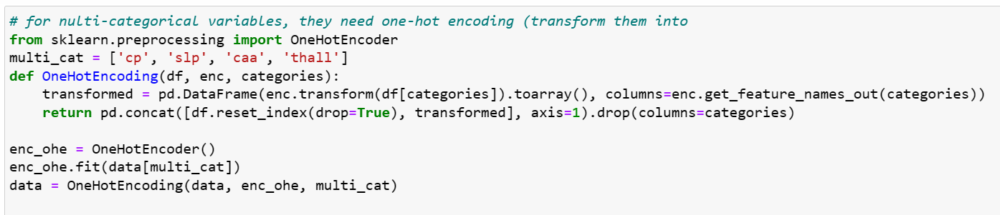 # for nulti-categorical variables, they need one-hot encoding (transform them into
from sklearn.preprocessing import OneHotEncoder
multi_cat = ['cp', 'slp', 'caa', 'thall']
def OneHotEncoding(df, enc, categories):
    transformed = pd.DataFrame(enc.transform(df[categories]).toarray(), columns=enc.get_feature_names_out(categories))
    return pd.concat([df.reset_index(drop=True), transformed], axis=1).drop(columns=categories)

enc_ohe = OneHotEncoder()
enc_ohe.fit(data[multi_cat])
data = OneHotEncoding(data, enc_ohe, multi_cat)